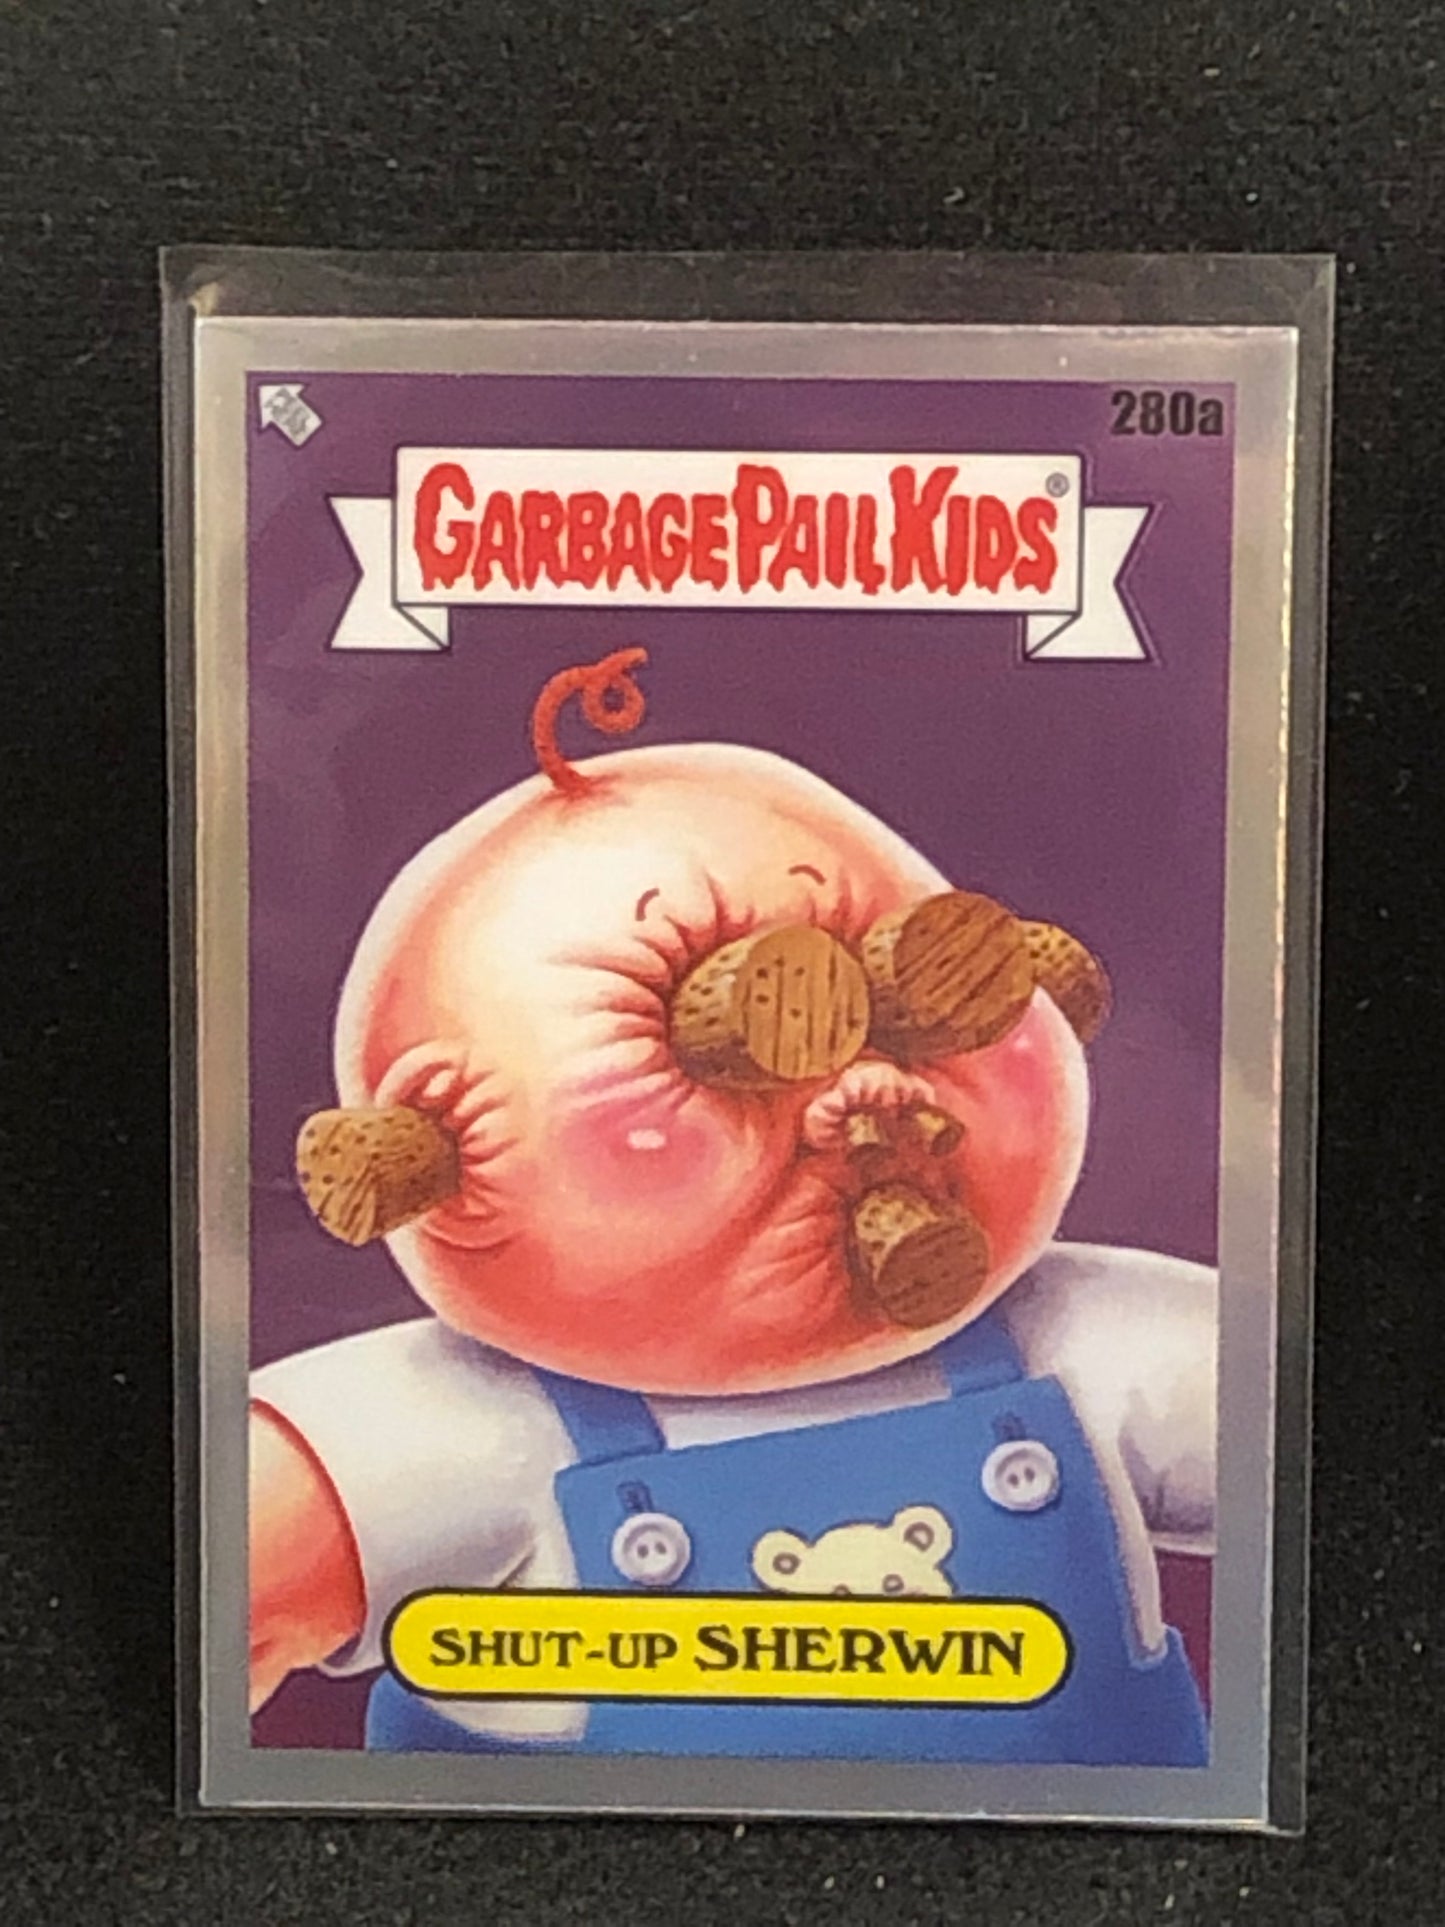 280a
GARBAGE PAIL KIDS®
SHUT-UP SHERWIN